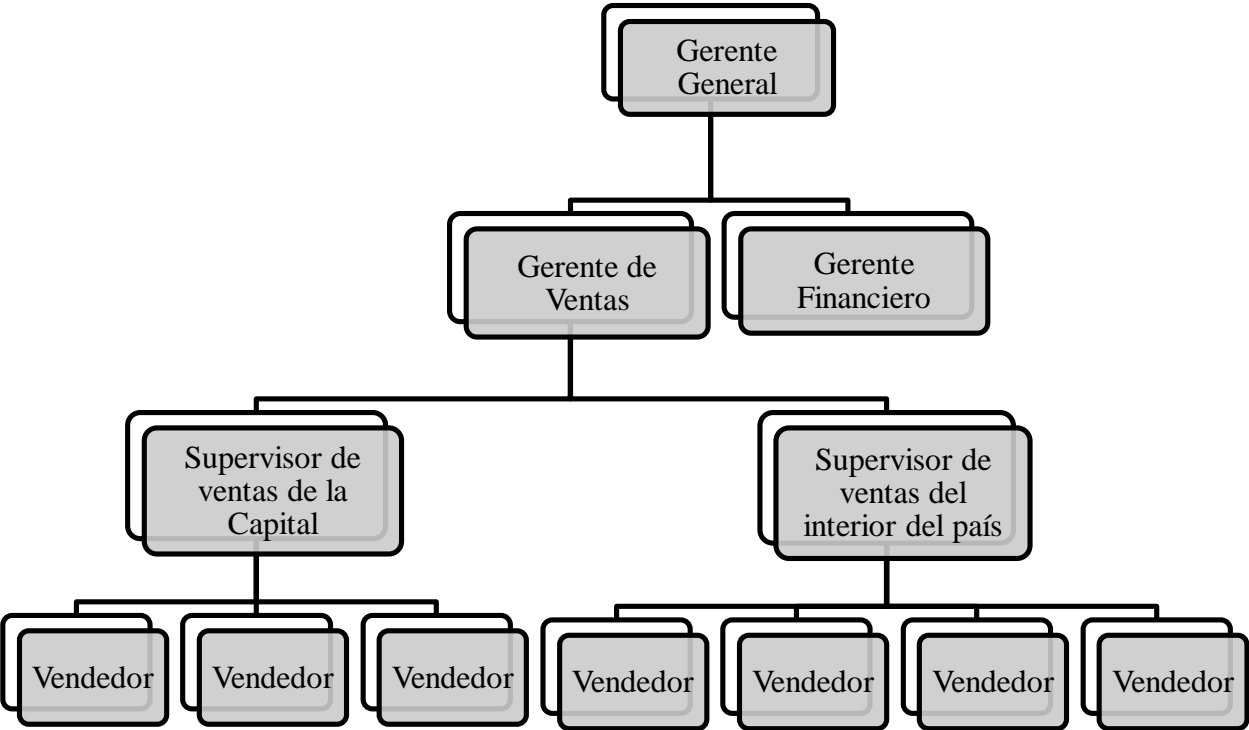 Gerente
General
Gerente de
Ventas
Gerente
Financiero
Supervisor de
ventas de la
Capital
Supervisor de
ventas del
interior del país
Vendedor
Vendedor
Vendedor
Vendedor
Vendedor
Vendedor
Vendedor